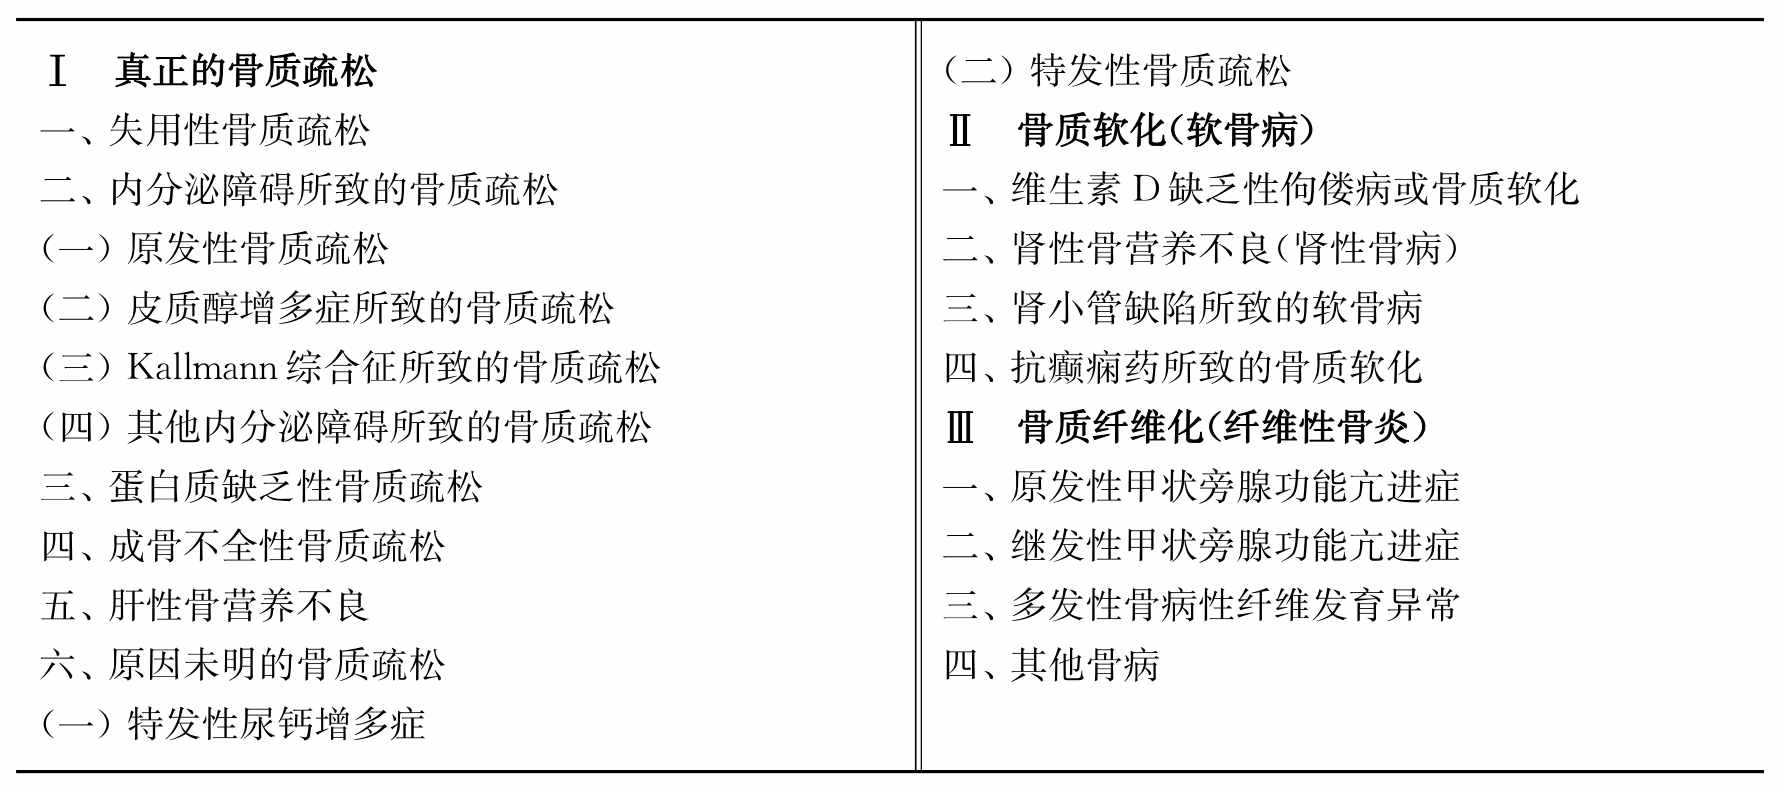 Ⅰ 真正的骨质疏松
一、失用性骨质疏松
二、内分泌障碍所致的骨质疏松
(一)原发性骨质疏松
(二)皮质醇增多症所致的骨质疏松
(三)Kallmann综合征所致的骨质疏松
(四)其他内分泌障碍所致的骨质疏松
三、蛋白质缺乏性骨质疏松
四、成骨不全性骨质疏松
五、肝性骨营养不良
六、原因未明的骨质疏松
(一)特发性尿钙增多症
(二)特发性骨质疏松
Ⅱ 骨质软化(软骨病)
一、维生素D缺乏性佝偻病或骨质软化
二、肾性骨营养不良(肾性骨病)
三、肾小管缺陷所致的软骨病
四、抗癫痫药所致的骨质软化
Ⅲ 骨质纤维化(纤维性骨炎)
一、原发性甲状旁腺功能亢进症
二、继发性甲状旁腺功能亢进症
三、多发性骨病性纤维发育异常
四、其他骨病